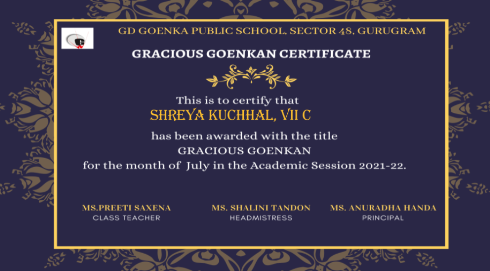 GD GOENKA PUBLIC SCHOOL, SECTOR 48, GURUGRAM
GRACIOUS GOENKAN CERTIFICATE
This is to certify that
SHREYA KUCHHAL, VII C
has been awarded with the title
GRACIOUS GOENKAN
for the month of July in the Academic Session 2021-22.
MS.PREETI SAXENA MS. SHALINI TANDON MS. ANURADHA HANDA
CLASS TEACHER HEADMISTRESS PRINCIPAL